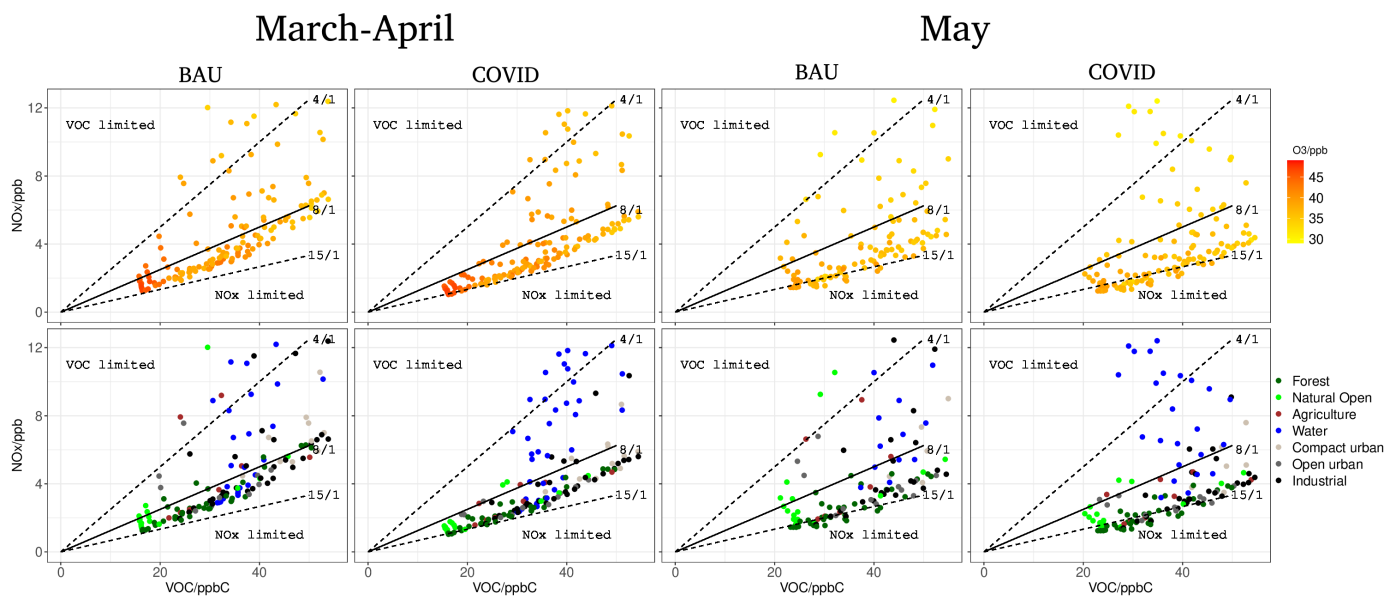 March-April May
BAU COVID BAU COVID
NOx/ppb
12
8
4
0
VOC limited
4/1
8/1
15/1
NOx limited
VOC limited
4/1
8/1
15/1
NOx limited
VOC limited
4/1
8/1
15/1
NOx limited
VOC limited
4/1
8/1
15/1
NOx limited
O3/ppb
45
40
35
30
NOx/ppb
12
8
4
0
VOC limited
4/1
8/1
15/1
NOx limited
VOC limited
4/1
8/1
15/1
NOx limited
VOC limited
4/1
8/1
15/1
NOx limited
VOC limited
4/1
8/1
15/1
NOx limited
Forest
Natural Open
Agriculture
Water
Compact urban
Open urban
Industrial
0 20 40 0 20 40 0 20 40 0 20 40
VOC/ppbC VOC/ppbC VOC/ppbC VOC/ppbC